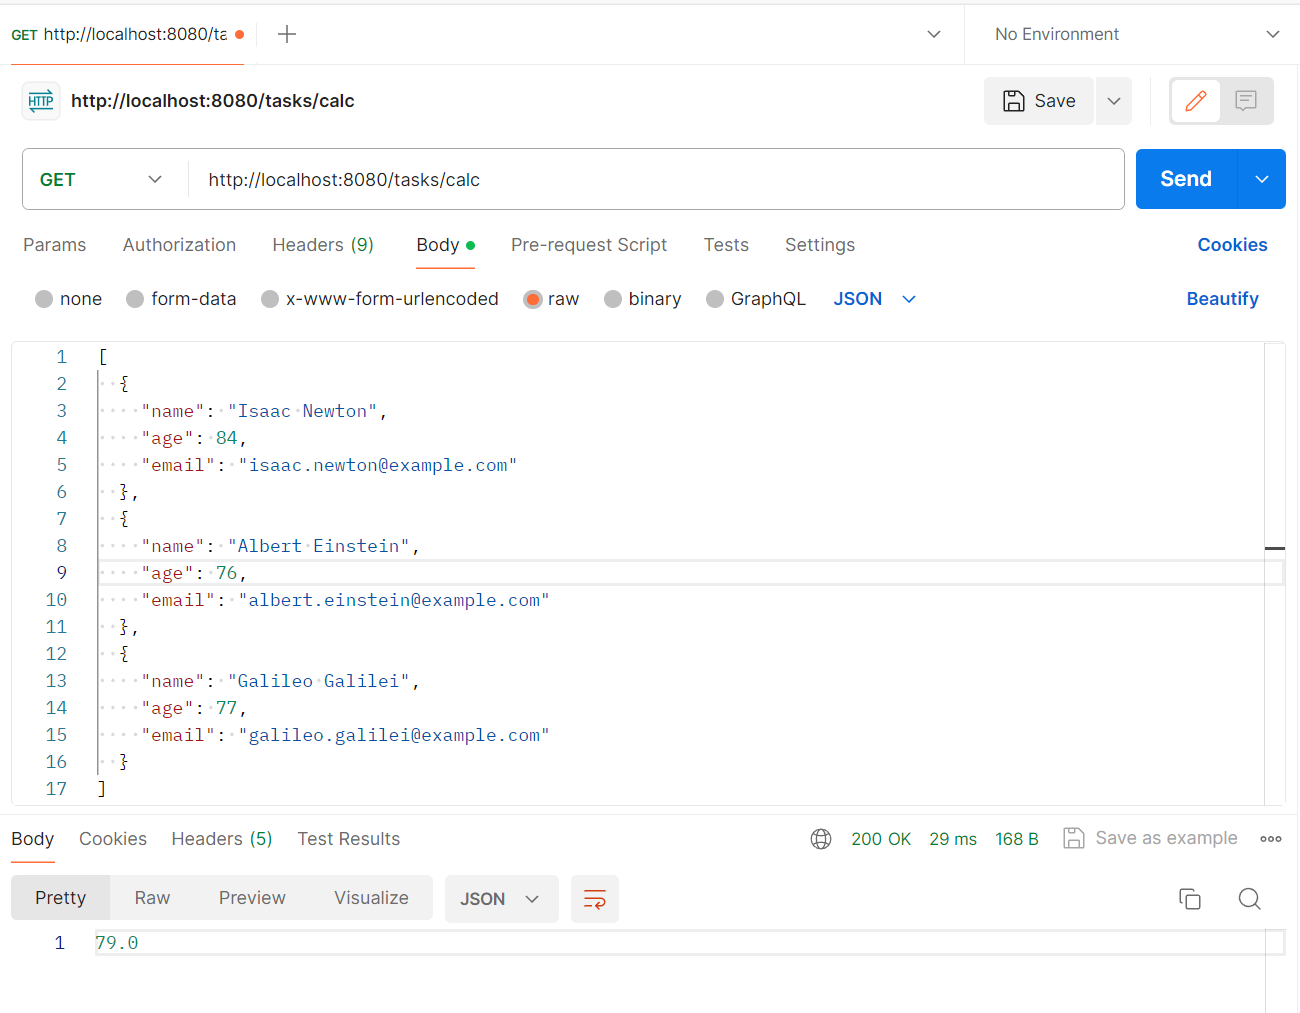 GET http://localhost:8080/ta
No Environment
HTTP http://localhost:8080/tasks/calc
Save
GET http://localhost:8080/tasks/calc
Send
Params Authorization Headers (9) Body Pre-request Script Tests Settings Cookies
none form-data x-www-form-urlencoded raw binary GraphQL JSON Beautify
1 [
2 {
3 "name": "Isaac Newton",
4 "age": 84,
5 "email": "isaac.newton@example.com"
6 },
7 {
8 "name": "Albert Einstein",
9 "age": 76,
10 "email": "albert.einstein@example.com"
11 },
12 {
13 "name": "Galileo Galilei",
14 "age": 77,
15 "email": "galileo.galilei@example.com"
16 }
17 ]
Body Cookies Headers (5) Test Results 200 OK 29 ms 168 B Save as example
Pretty Raw Preview Visualize JSON
1 79.0